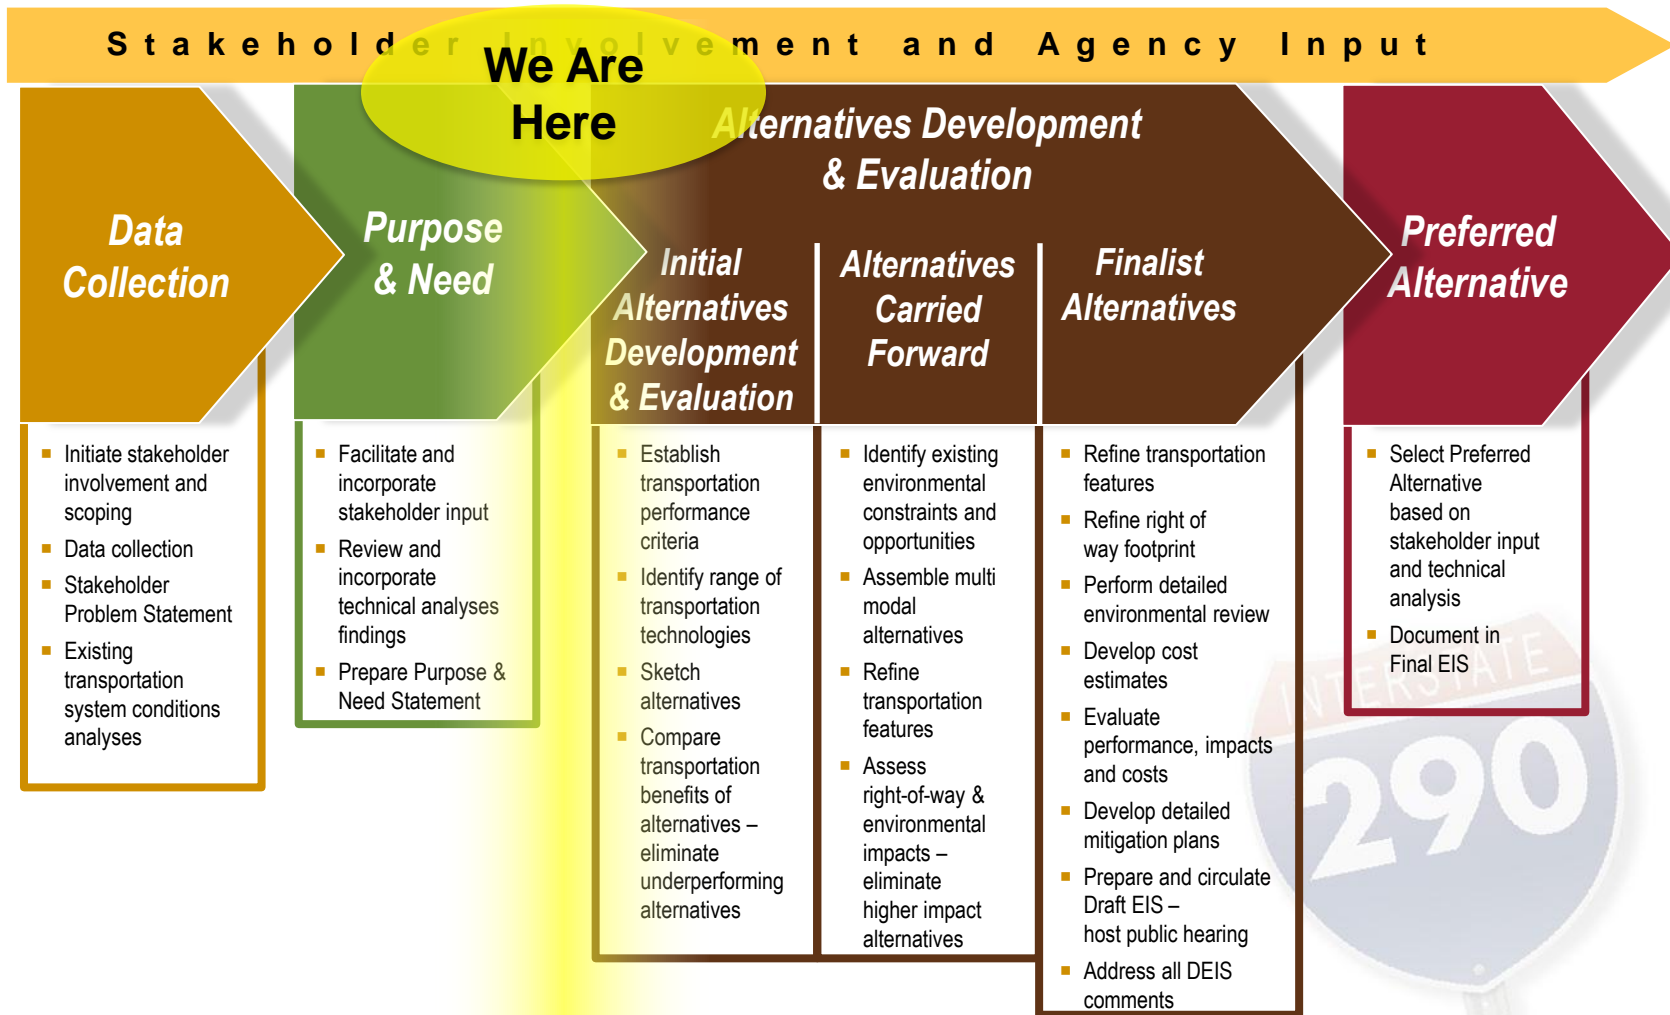 Stakeholder Involvement and Agency Input
We Are
Here
Data
Collection
Initiate stakeholder
involvement and
scoping
Data collection
Stakeholder
Problem Statement
Existing
transportation
system conditions
analyses
Purpose
& Need
Facilitate and
incorporate
stakeholder input
Review and
incorporate
technical analyses
findings
Prepare Purpose &
Need Statement
Alternatives Development
& Evaluation
Initial
Alternatives
Development
& Evaluation
Establish
transportation
performance
criteria
Identify range of
transportation
technologies
Sketch
alternatives
Compare
transportation
benefits of
alternatives –
eliminate
underperforming
alternatives
Alternatives
Carried
Forward
Identify existing
environmental
constraints and
opportunities
Assemble multi
modal
alternatives
Refine
transportation
features
Assess
right-of-way &
environmental
impacts –
eliminate
higher impact
alternatives
Finalist
Alternatives
Refine transportation
features
Refine right of
way footprint
Perform detailed
environmental review
Develop cost
estimates
Evaluate
performance, impacts
and costs
Develop detailed
mitigation plans
Prepare and circulate
Draft EIS –
host public hearing
Address all DEIS
comments
Preferred
Alternative
Select Preferred
Alternative
based on
stakeholder input
and technical
analysis
Document in
Final EIS
INTERSTATE
290